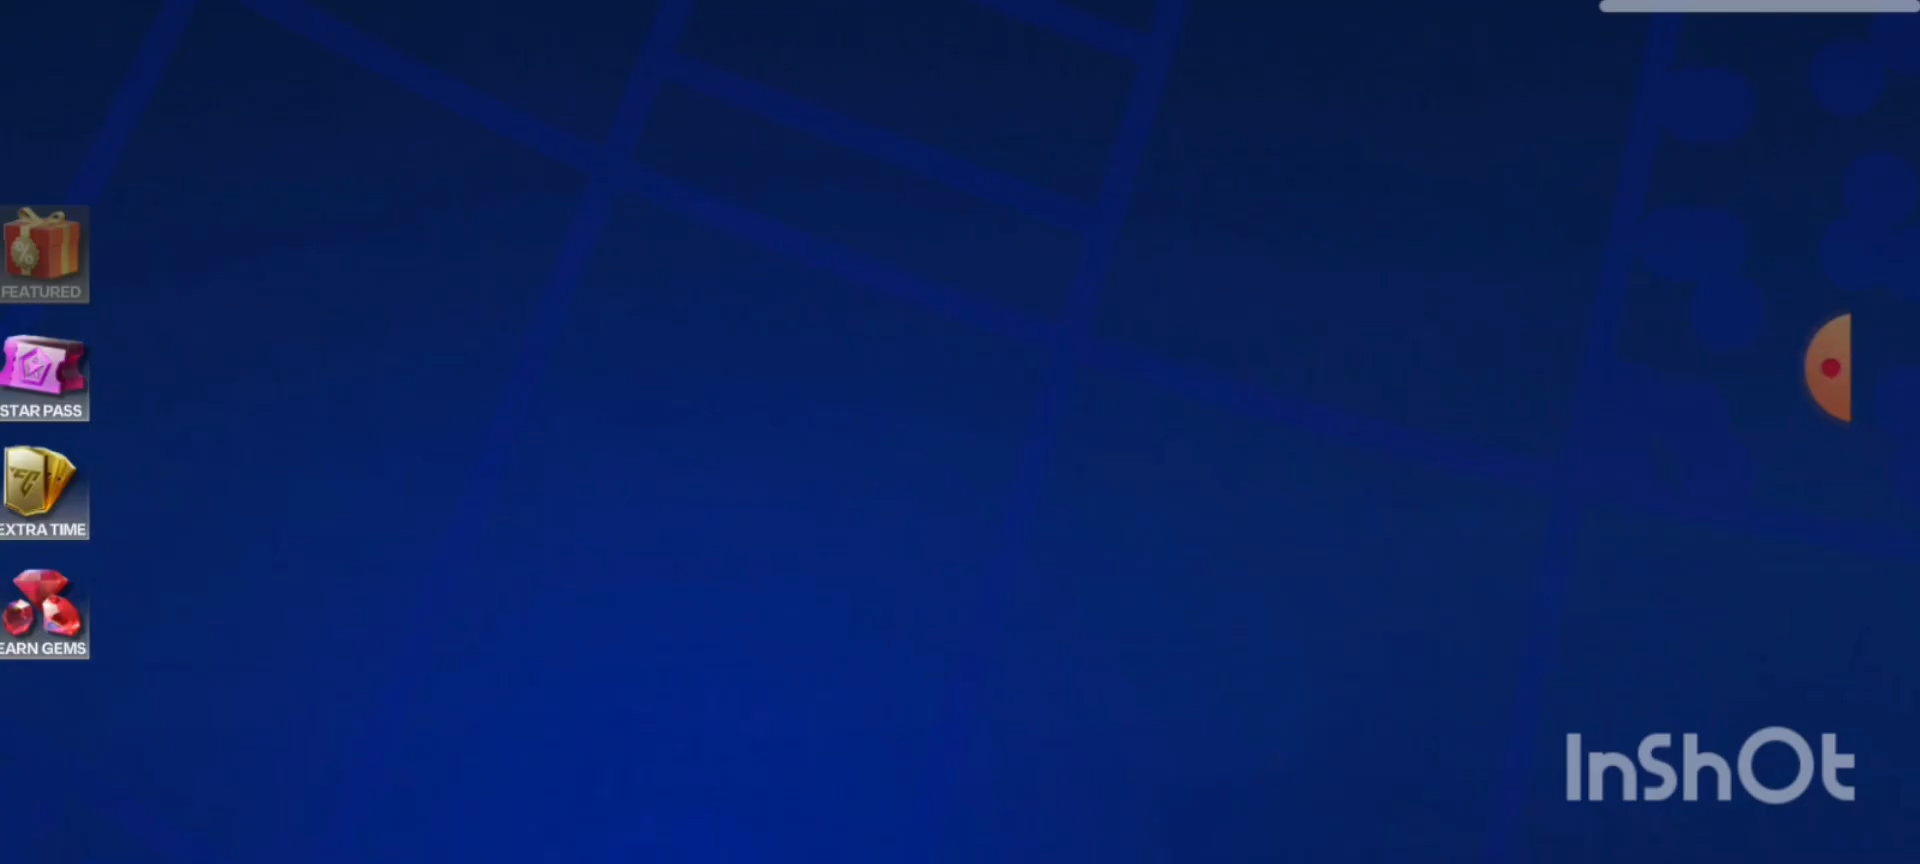 %
FEATURED
STAR PASS
EXTRA TIME
EARN GEMS
InShOt